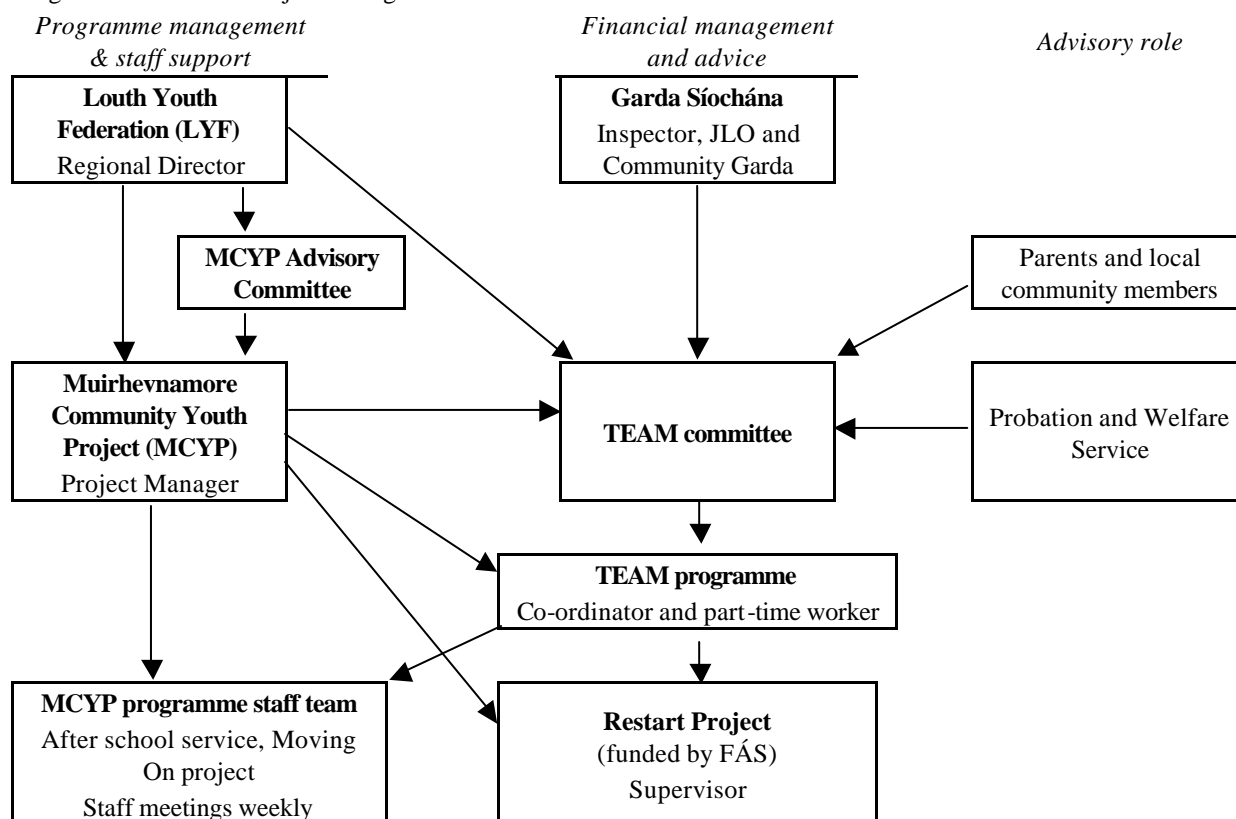 Programme management
& staff support
Financial management
and advice
Advisory role
Louth Youth
Federation (LYF)
Regional Director
Garda Síochána
Inspector, JLO and
Community Garda
MCYP Advisory
Committee
Parents and local
community members
Muirhevnamore
Community Youth
Project (MCYP)
Project Manager
TEAM committee
Probation and Welfare
Service
TEAM programme
Co-ordinator and part-time worker
MCYP programme staff team
After school service, Moving
On project
Staff meetings weekly
Restart Project
(funded by FÁS)
Supervisor